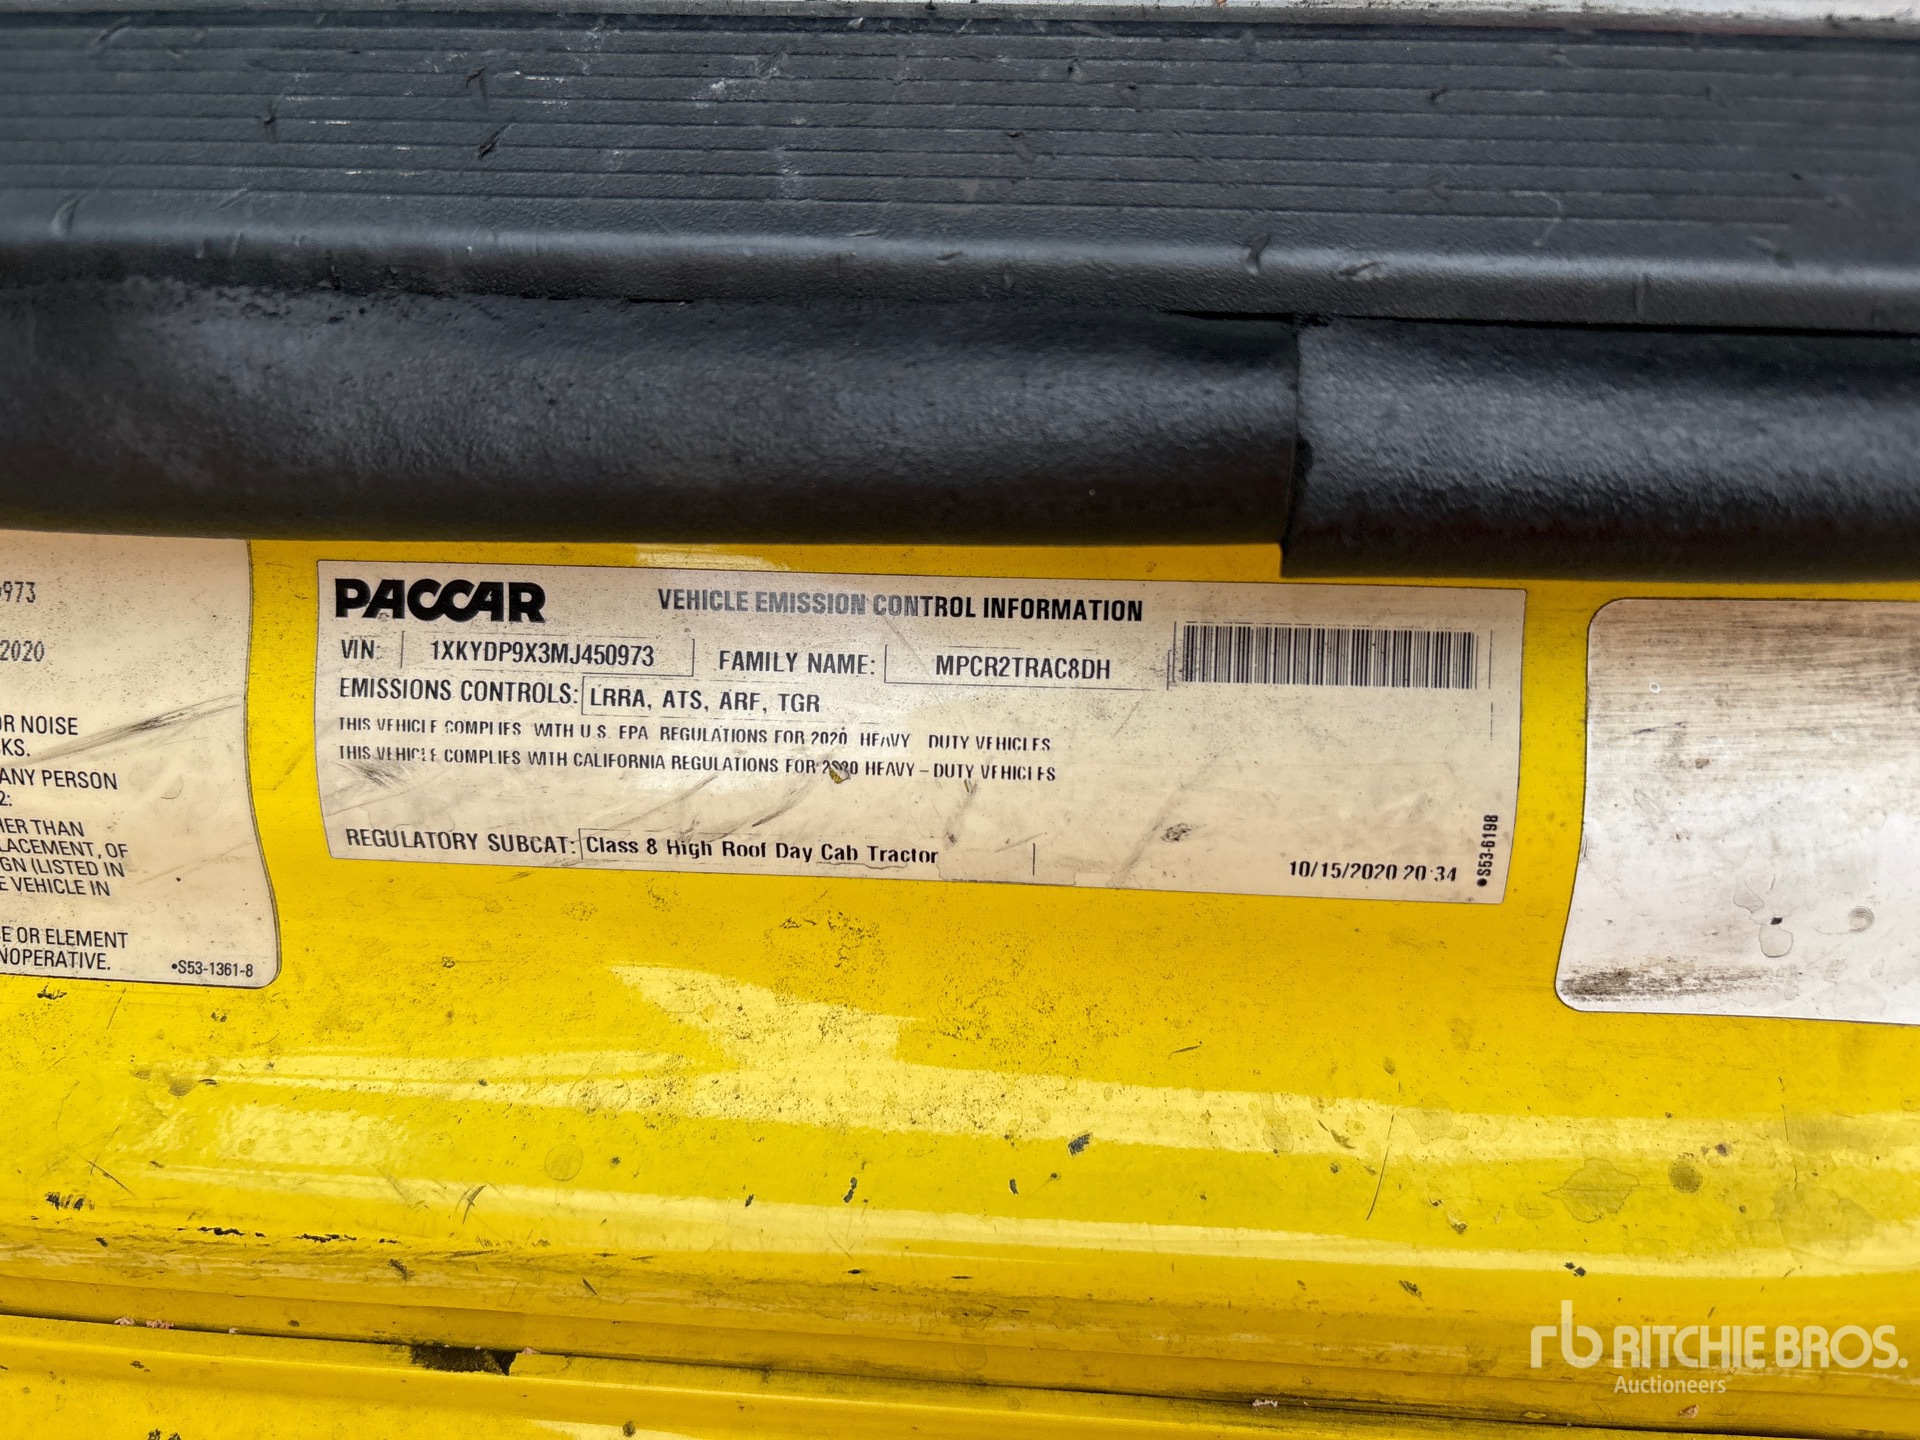 0973
2020
OR NOISE
KS.
ANY PERSON
2:
HER THAN
LACEMENT, OF
GN (LISTED IN
E VEHICLE IN
SE OR ELEMENT
NOPERATIVE.
•S53-1361-8
PACCAR
VEHICLE EMISSION CONTROL INFORMATION
VIN: 1XKYDP9X3MJ450973
FAMILY NAME: MPCR2TRAC8DH
EMISSIONS CONTROLS: LRRA, ATS, ARF, TGR
THIS VEHICLE COMPLIES WITH U.S. EPA REGULATIONS FOR 2020 HEAVY DUTY VEHICLES
THIS VEHICLE COMPLIES WITH CALIFORNIA REGULATIONS FOR 2020 HEAVY – DUTY VEHICLES
REGULATORY SUBCAT: Class 8 High Roof Day Cab Tractor
10/15/2020 20:34
•S53-6198
rb RITCHIE BROS.
Auctioneers